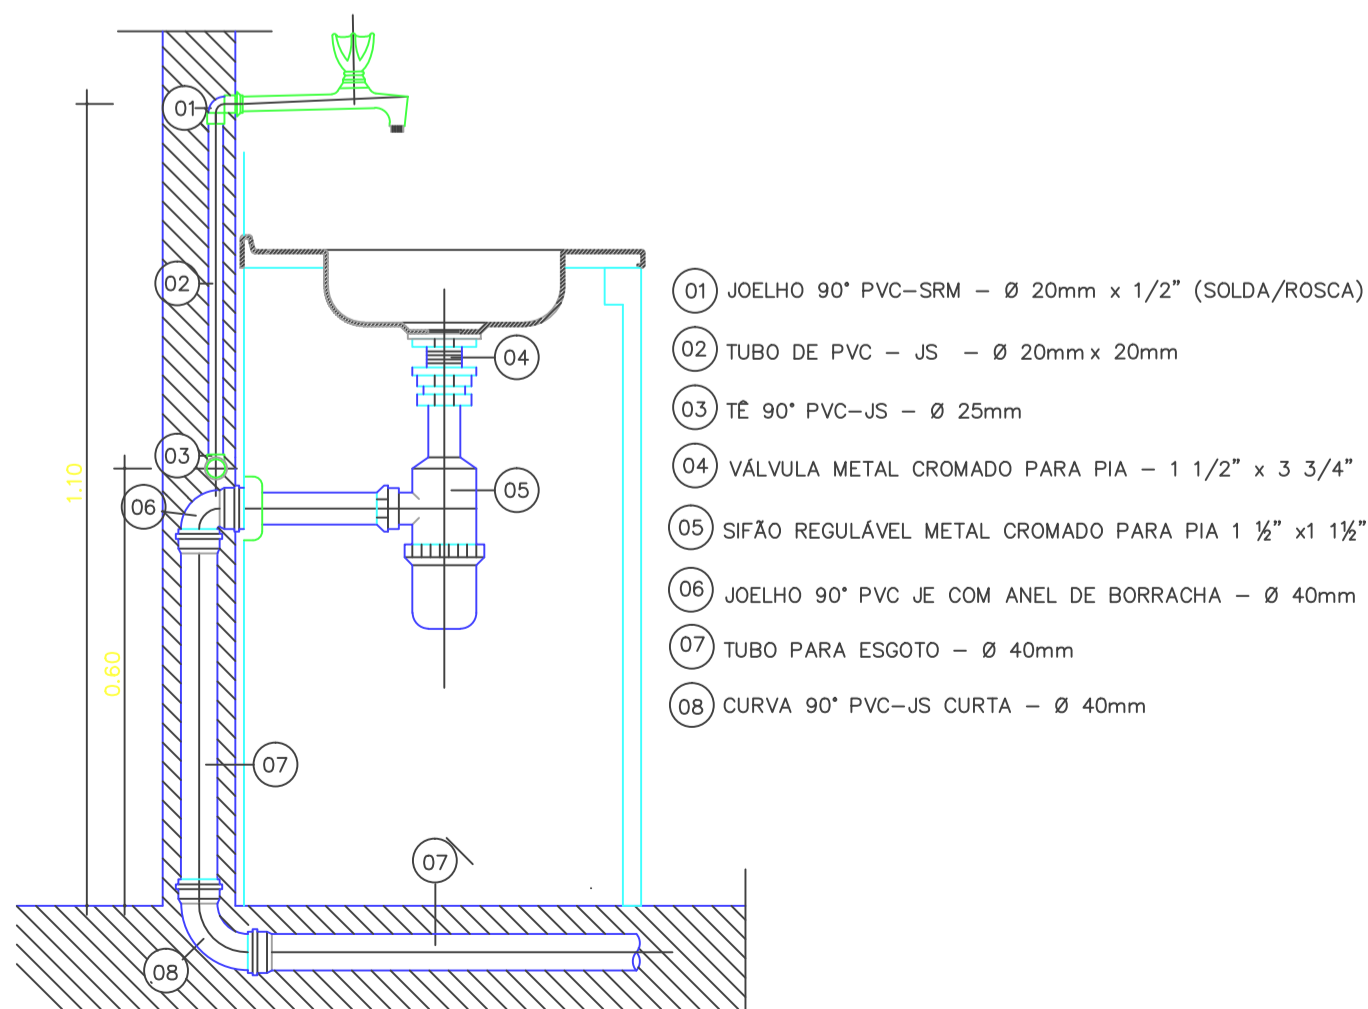 01
02
03
04
05
06
07
07
08
1.10
0.60
01 JOELHO 90° PVC-SRM - Ø 20mm x 1/2" (SOLDA/ROSCA)
02 TUBO DE PVC - JS - Ø 20mm x 20mm
03 TÊ 90° PVC-JS - Ø 25mm
04 VÁLVULA METAL CROMADO PARA PIA - 1 1/2" x 3 3/4"
05 SIFÃO REGULÁVEL METAL CROMADO PARA PIA 1 ½" x1 1½"
06 JOELHO 90° PVC JE COM ANEL DE BORRACHA - Ø 40mm
07 TUBO PARA ESGOTO - Ø 40mm
08 CURVA 90° PVC-JS CURTA - Ø 40mm